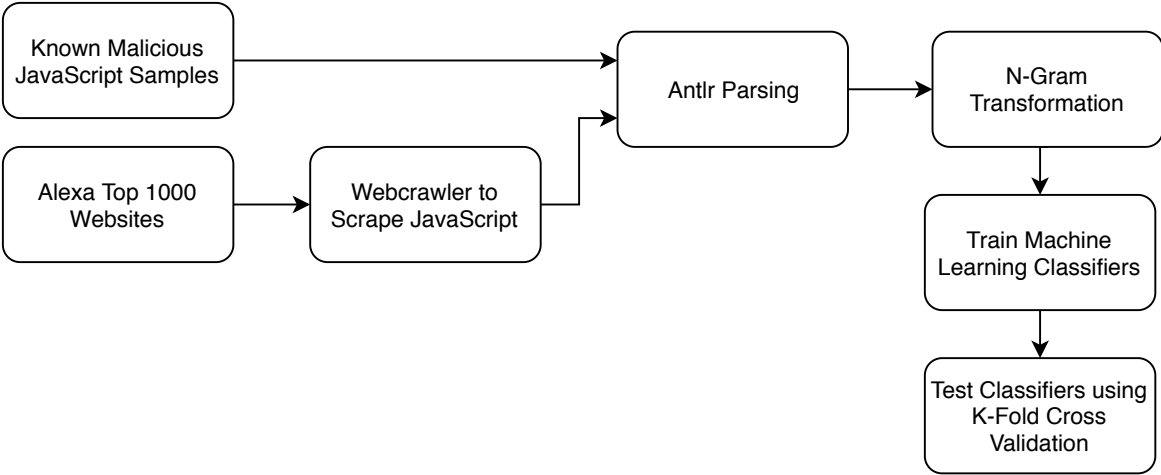 Known Malicious
JavaScript Samples
Antlr Parsing
N-Gram
Transformation
Alexa Top 1000
Websites
Webcrawler to
Scrape JavaScript
Train Machine
Learning Classifiers
Test Classifiers using
K-Fold Cross
Validation